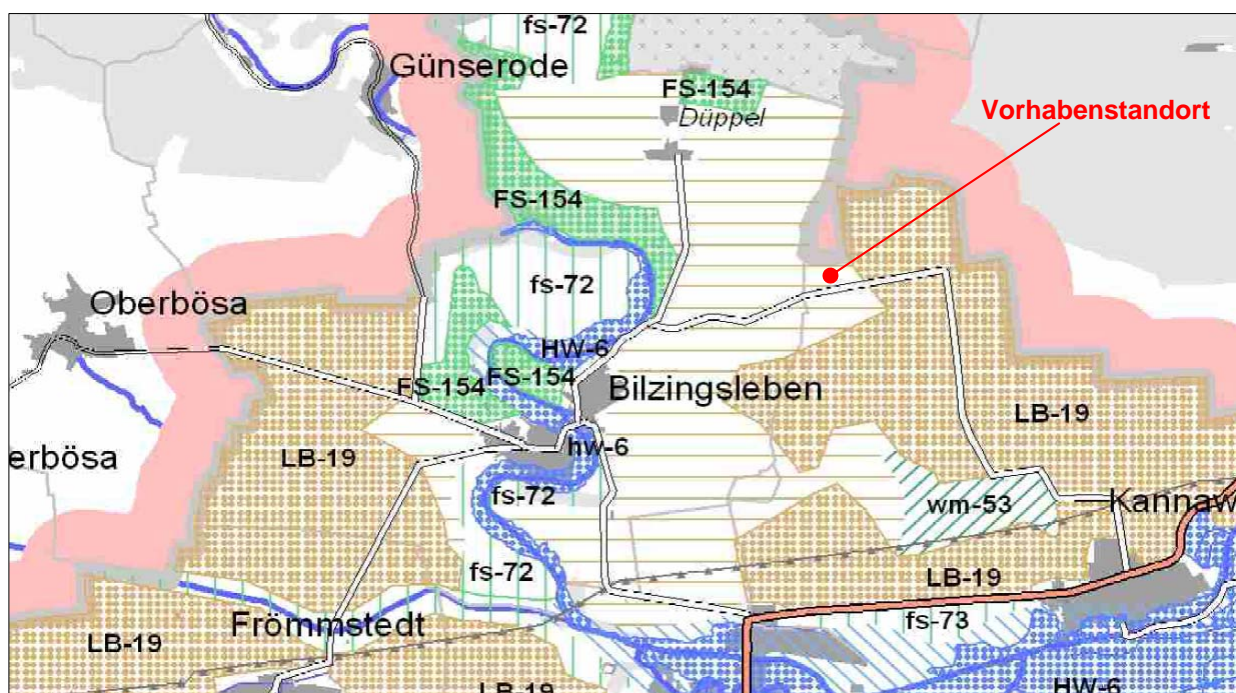 fs-72
Günserode
FS-154
Düppel
Vorhabenstandort
FS-154
fs-72
Oberbösa
HW-6
FS-154
FS-154
Bilzingsleben
LB-19
erbösa
LB-19
hw-6
fs-72
wm-53
Kannaw
fs-72
LB-19
Frömmstedt
fs-73
LB-19
LB-19
HW-6